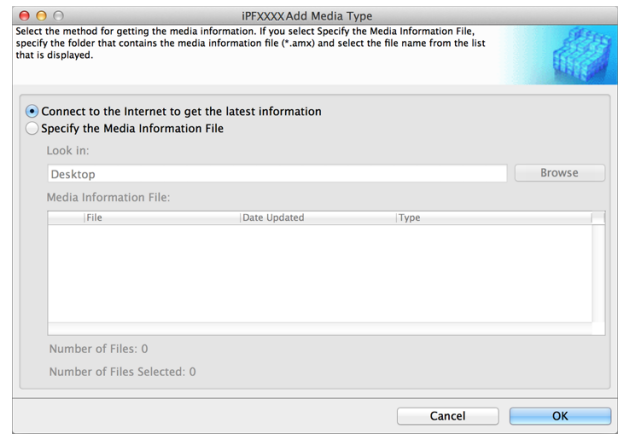 iPFXXXX Add Media Type
Select the method for getting the media information. If you select Specify the Media Information File,
specify the folder that contains the media information file (*.amx) and select the file name from the list
that is displayed.
Connect to the Internet to get the latest information
Specify the Media Information File
Look in:
Desktop
Browse
Media Information File:
File Date Updated Type
Number of Files: 0
Number of Files Selected: 0
Cancel OK